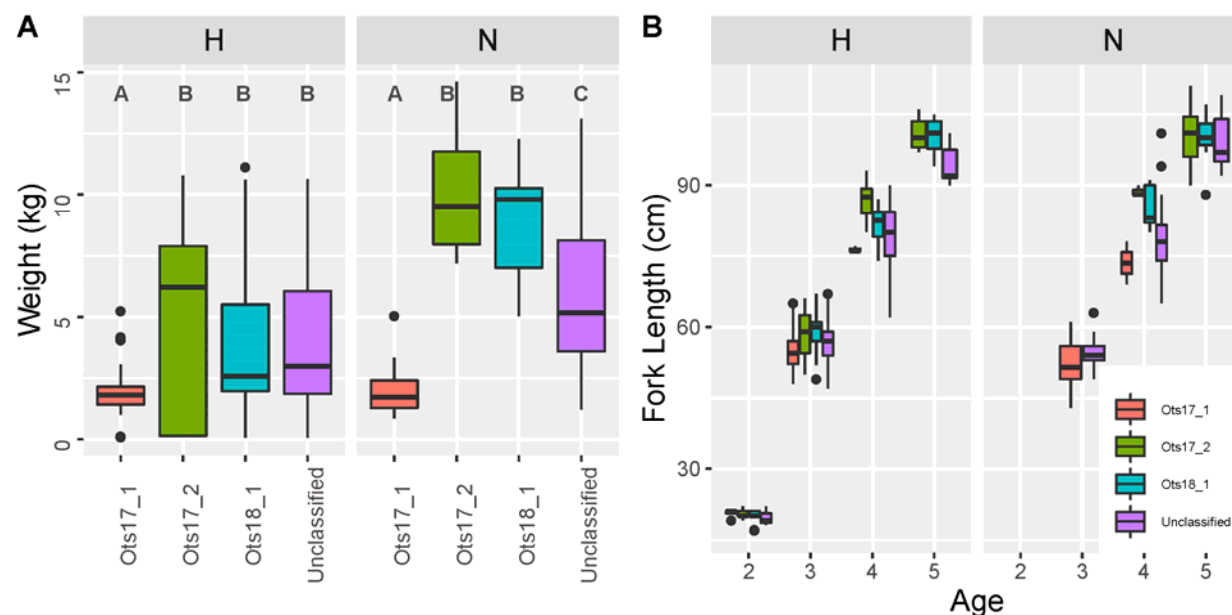 A
H
N
A B B B
A B B C
15
10
5
0
Weight (kg)
Ots17_1
Ots17_2
Ots18_1
Unclassified
Ots17_1
Ots17_2
Ots18_1
Unclassified
B
H
N
90
60
30
Fork Length (cm)
2 3 4 5
2 3 4 5
Age
Ots17_1
Ots17_2
Ots18_1
Unclassified